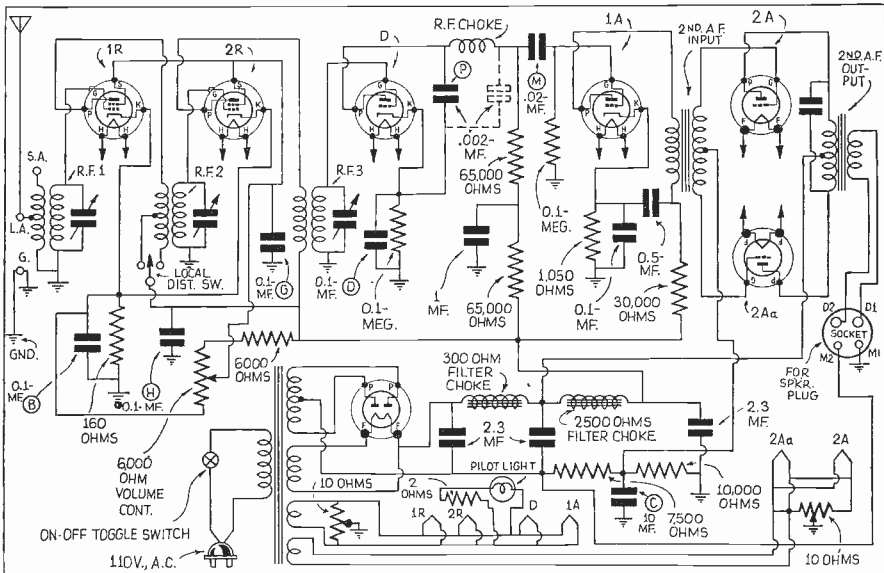 1R
2R
D
R.F. CHOKE
1A
2ND. A.F.
INPUT
2A
2ND. A.F.
OUT-
PUT
P
M
.02-
MF.
.002-
MF.
S
G
P
K
H
H
S
G
P
K
H
H
G
P
K
H
H
G
P
K
H
H
P
G
F
F
F
F
G
P
S.A.
L.A.
G.
GND.
R.F.1
R.F.2
R.F.3
LOCAL
DIST. SW.
65,000
OHMS
0.1-
MEG.
0.1-
MF. G
0.1-
MF. O
0.1-
MEG.
1
MF.
65,000
OHMS
1,050
OHMS
0.1-
MF.
0.5-
MF.
30,000
OHMS
2Aa
D2
D1
SOCKET
M2
M1
FOR
SPKR.
PLUG
0.1-
MF. B
160
OHMS
H
0.1-MF.
6000
OHMS
6,000
OHM
VOLUME
CONT.
ON-OFF TOGGLE SWITCH
110V., A.C.
P
P
F
F
300 OHM
FILTER
CHOKE
2500 OHMS
FILTER CHOKE
2.3
MF.
2.3
MF.
10 OHMS
2
OHMS
PILOT LIGHT
1R
2R
D
1A
C
10
MF.
7,500
OHMS
10,000
OHMS
2Aa
2A
10 OHMS